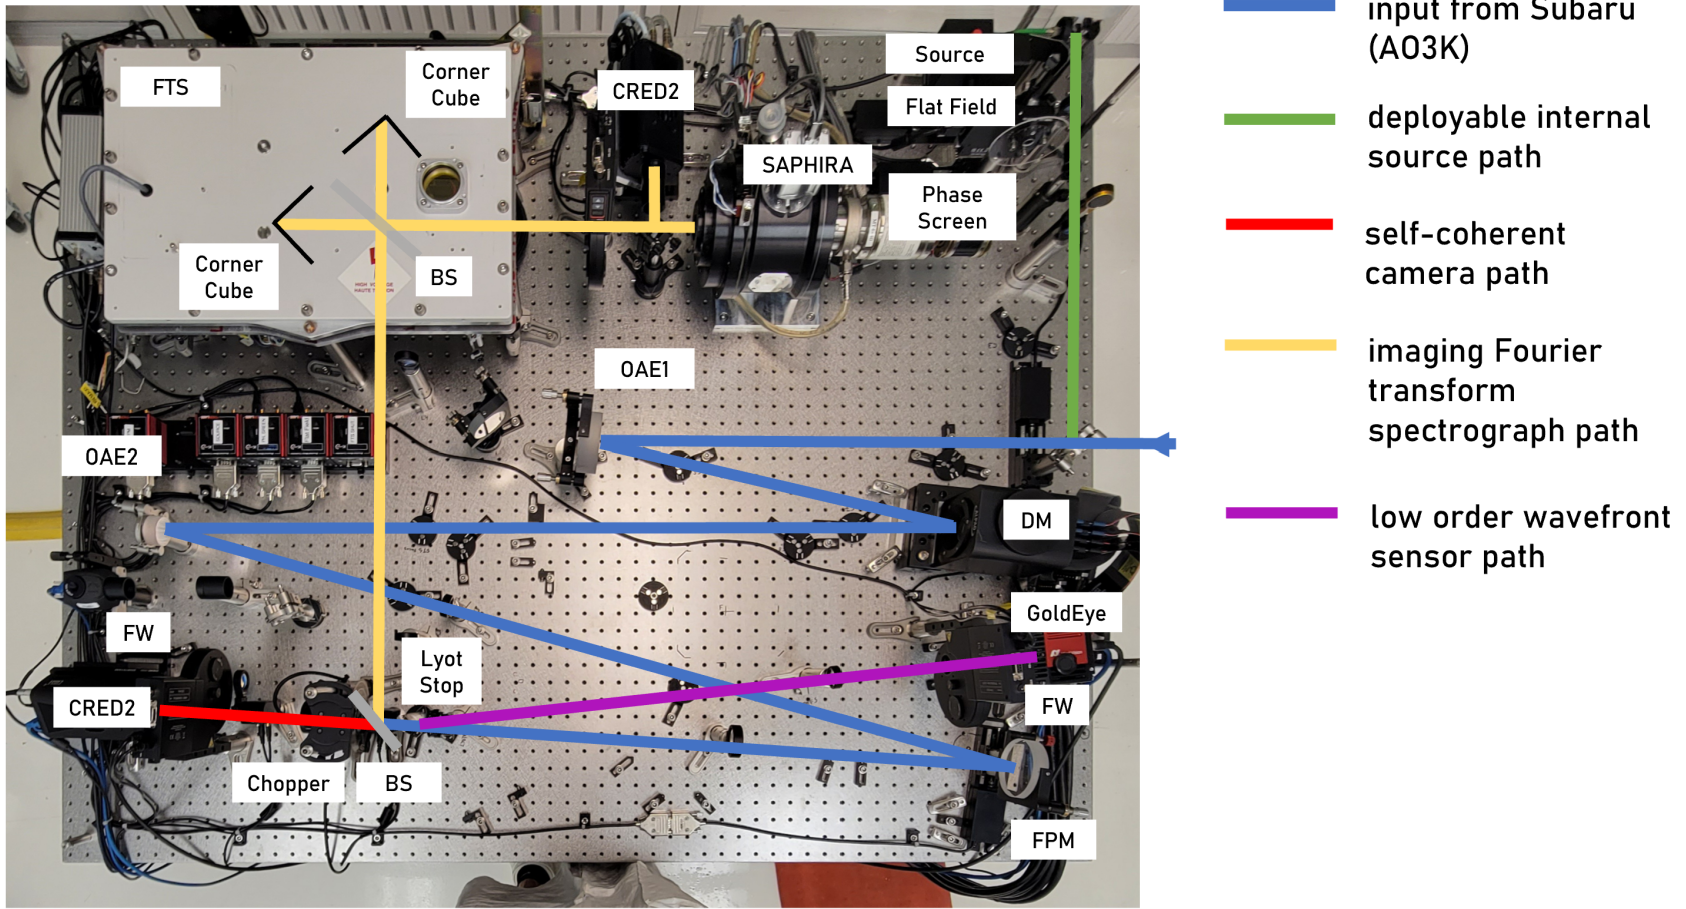 FTS
Corner
Cube
CRED2
Source
Flat Field
SAPHIRA
Phase
Screen
Corner
Cube
BS
HAUTE
OAE1
OAE2
DM
GoldEye
FW
Lyot
Stop
CRED2
FW
Chopper
BS
FPM
input from Subaru
(AO3K)
deployable internal
source path
self-coherent
camera path
imaging Fourier
transform
spectrograph path
low order wavefront
sensor path